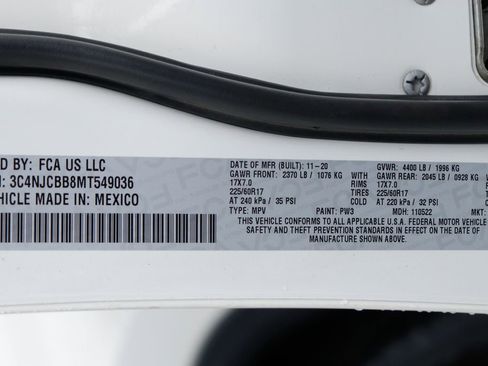 D BY: FCA US LLC
: 3C4NJCBB8MT549036
VEHICLE MADE IN: MEXICO
DATE OF MFR (BUILT): 11-20 GVWR: 4400 LB / 1996 KG
GAWR FRONT: 2370 LB / 1076 KG WITH GAWR REAR: 2045 LB / 0928 KG WITH
17X7.0 RIMS 17X7.0
225/60R17 TIRES 225/60R17
AT 240 kPa / 35 PSI COLD AT 220 kPa / 32 PSI
TYPE: MPV PAINT: PW3 MDH: 110522 MKT:
THIS VEHICLE CONFORMS TO ALL APPLICABLE U.S.A. FEDERAL MOTOR VEHICLE
SAFETY AND THEFT PREVENTION STANDARDS IN EFFECT ON THE DATE OF
MANUFACTURE SHOWN ABOVE.